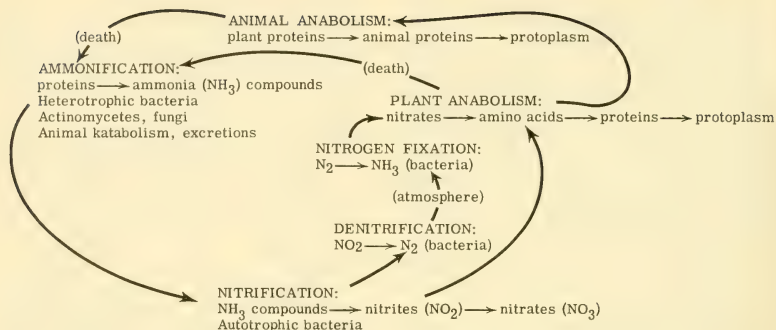 ANIMAL ANABOLISM:
plant proteins → animal proteins → protoplasm
(death)
(death)
AMMONIFICATION:
proteins → ammonia (NH₃) compounds
Heterotrophic bacteria
Actinomycetes, fungi
Animal katabolism, excretions
PLANT ANABOLISM:
nitrates → amino acids → proteins → protoplasm
NITROGEN FIXATION:
N₂ → NH₃ (bacteria)
(atmosphere)
DENITRIFICATION:
NO₂ → N₂ (bacteria)
NITRIFICATION:
NH₃ compounds → nitrites (NO₂) → nitrates (NO₃)
Autotrophic bacteria